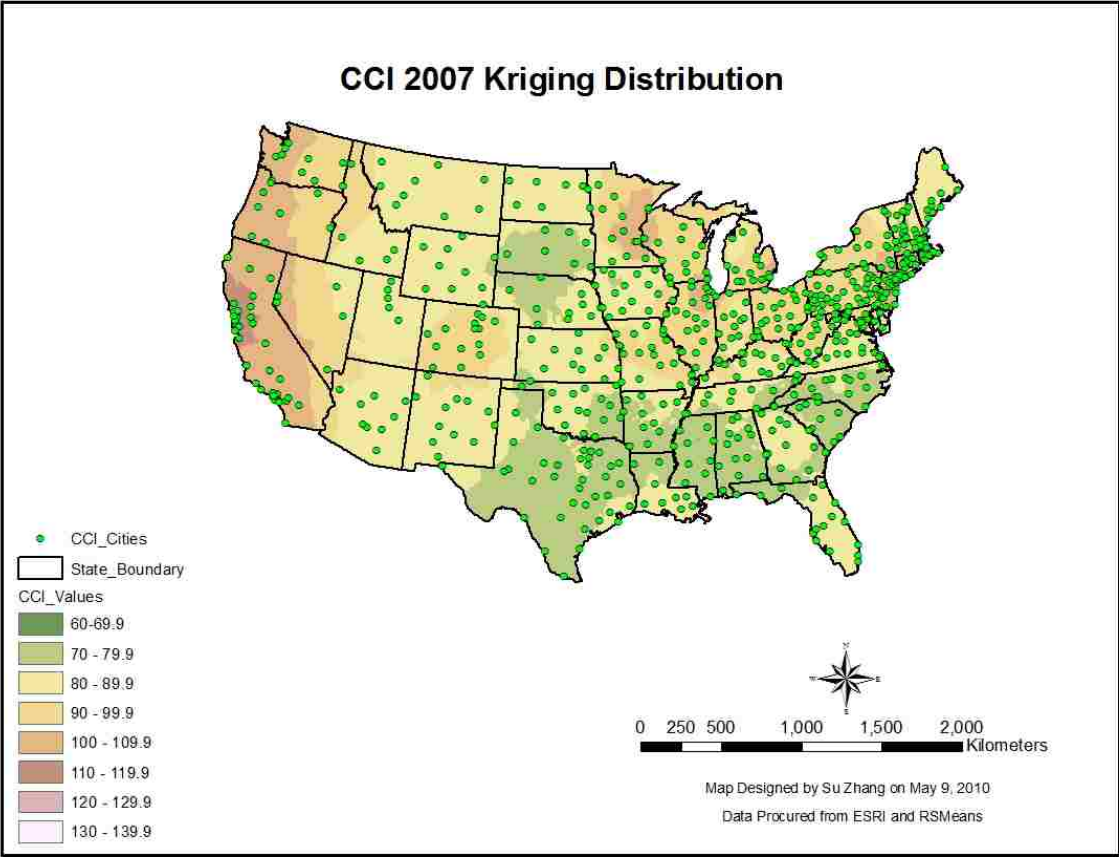 CCI 2007 Kriging Distribution
CCI_Cities
State_Boundary
CCI_Values
60-69.9
70 - 79.9
80 - 89.9
90 - 99.9
100 - 109.9
110 - 119.9
120 - 129.9
130 - 139.9
N
W E
S
0 250 500 1,000 1,500 2,000
Kilometers
Map Designed by Su Zhang on May 9, 2010
Data Procured from ESRI and RSMeans